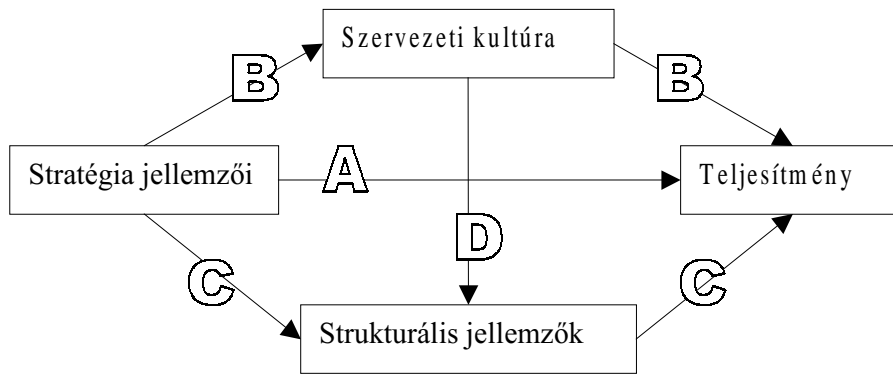 Szervezeti kultúra
B
B
Stratégia jellemzői
A
Teljesítmény
D
C
C
Strukturális jellemzők